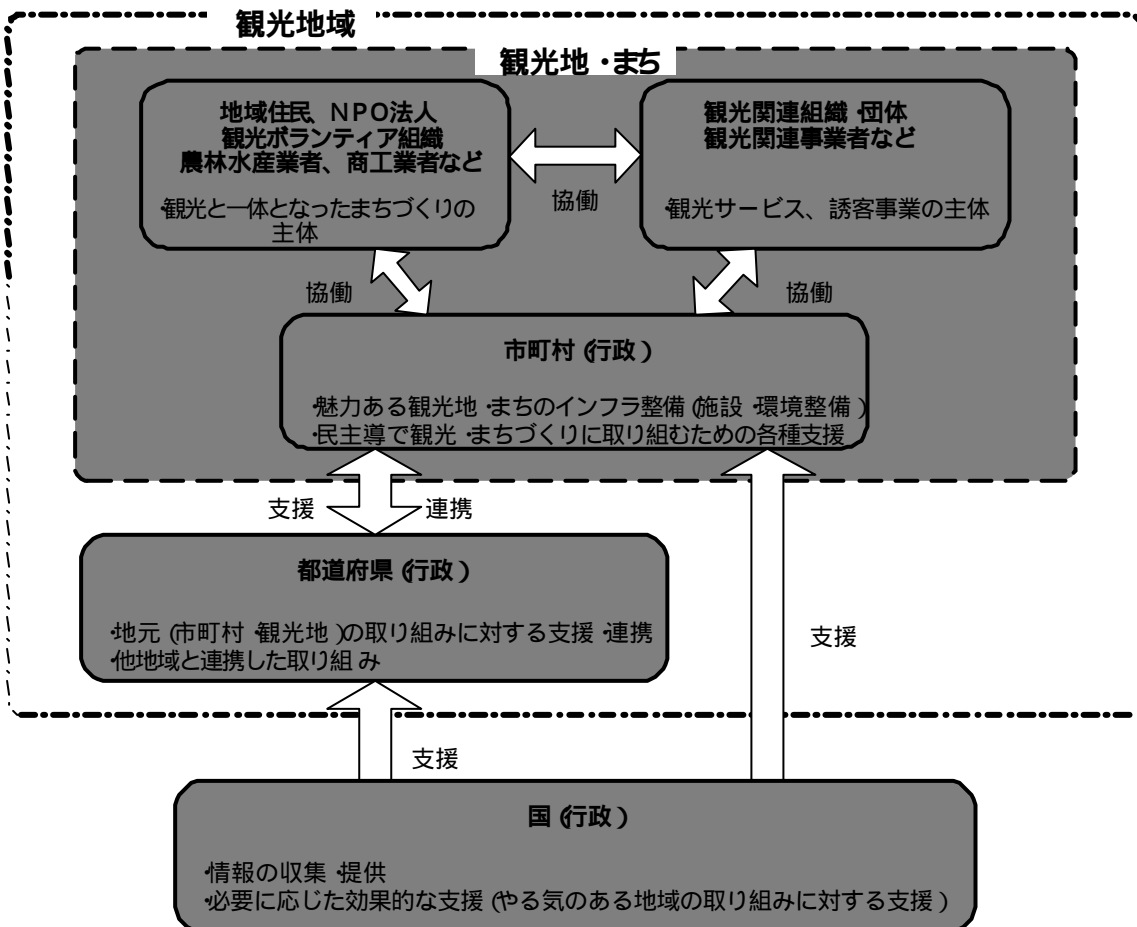 観光地域
観光地・まち
地域住民、NPO法人
観光ボランティア組織
農林水産業者、商工業者など
・観光と一体となったまちづくりの
主体
協働
観光関連組織・団体
観光関連事業者など
・観光サービス、誘客事業の主体
協働
協働
市町村(行政)
・魅力ある観光地・まちのインフラ整備(施設・環境整備)
・民主導で観光・まちづくりに取り組むための各種支援
支援
連携
都道府県(行政)
・地元(市町村・観光地)の取り組みに対する支援・連携
・他地域と連携した取り組み
支援
支援
国(行政)
・情報の収集・提供
・必要に応じた効果的な支援(やる気のある地域の取り組みに対する支援)